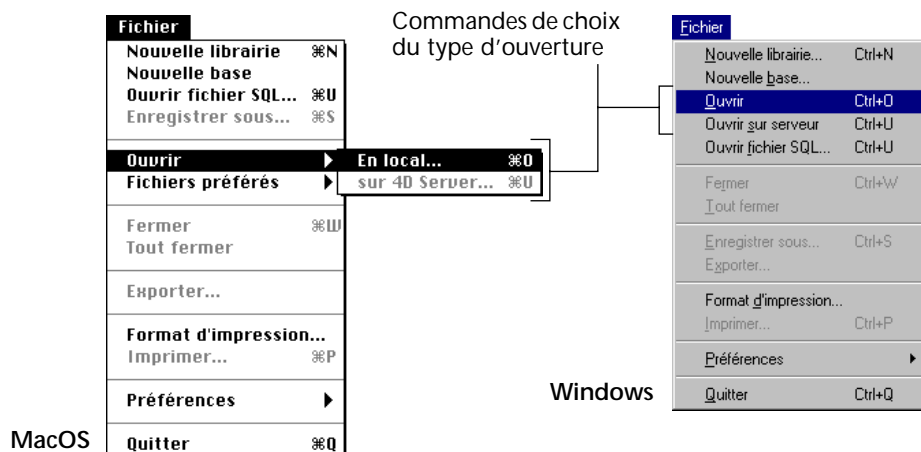 Commandes de choix
du type d'ouverture
Fichier
Nouvelle librairie ⌘N
Nouvelle base
Ouvrir fichier SQL... ⌘U
Enregistrer sous... ⌘S
Ouvrir ▶
En local... ⌘O
Fichiers préférés ▶
sur 4D Server... ⌘U
Fermer ⌘W
Tout fermer
Exporter...
Format d'impression...
Imprimer... ⌘P
Préférences ▶
Quitter ⌘Q
MacOS
Fichier
Nouvelle librairie... Ctrl+N
Nouvelle base...
Ouvrir Ctrl+O
Ouvrir sur serveur Ctrl+U
Ouvrir fichier SQL... Ctrl+U
Fermer Ctrl+W
Tout fermer
Enregistrer sous... Ctrl+S
Exporter...
Format d'impression...
Imprimer... Ctrl+P
Préférences ▶
Quitter Ctrl+Q
Windows